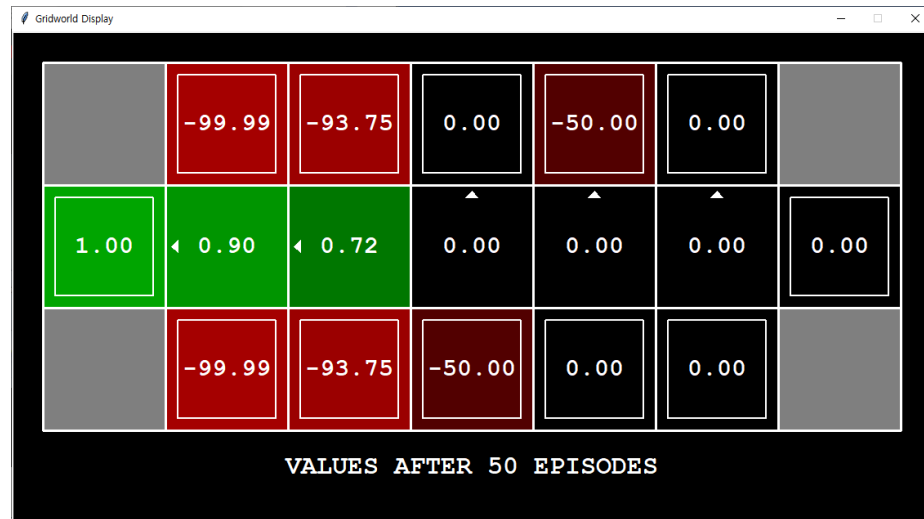 Gridworld Display
-99.99 -93.75 0.00 -50.00 0.00
1.00 0.90 0.72 0.00 0.00 0.00 0.00
-99.99 -93.75 -50.00 0.00 0.00
VALUES AFTER 50 EPISODES